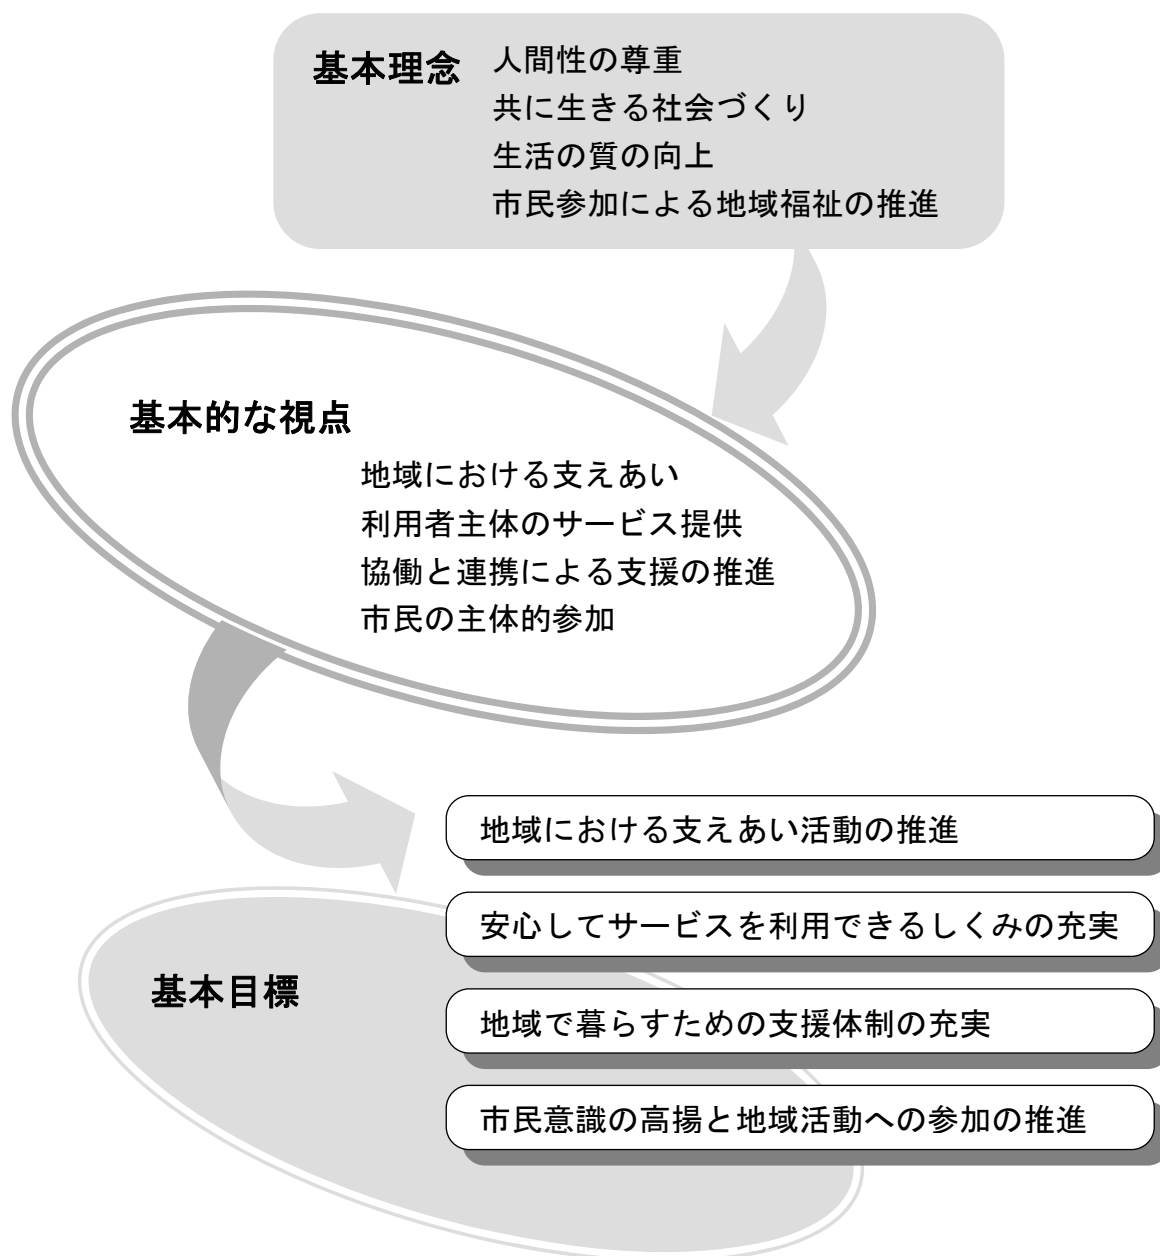 基本理念
人間性の尊重
共に生きる社会づくり
生活の質の向上
市民参加による地域福祉の推進
基本的な視点
地域における支えあい
利用者主体のサービス提供
協働と連携による支援の推進
市民の主体的参加
基本目標
地域における支えあい活動の推進
安心してサービスを利用できるしくみの充実
地域で暮らすための支援体制の充実
市民意識の高揚と地域活動への参加の推進